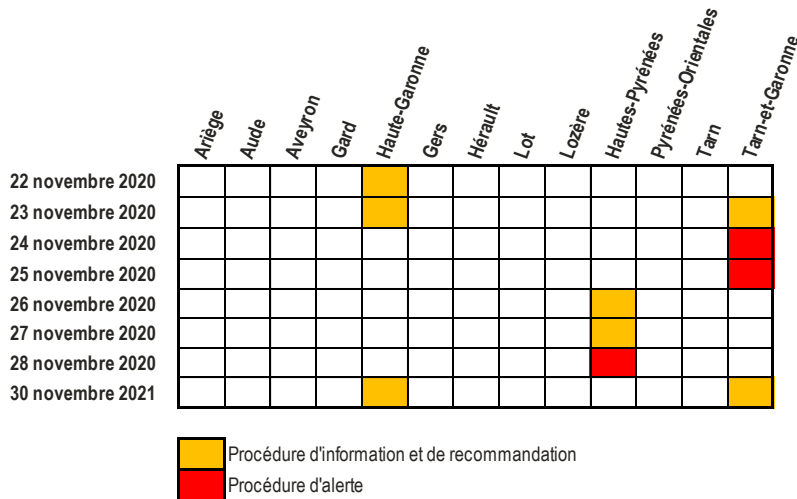 Ariège
Aude
Aveyron
Gard
Haute-Garonne
Gers
Hérault
Lot
Lozère
Hautes-Pyrénées
Pyrénées-Orientales
Tarn
Tarn-et-Garonne
22 novembre 2020
23 novembre 2020
24 novembre 2020
25 novembre 2020
26 novembre 2020
27 novembre 2020
28 novembre 2020
30 novembre 2021
Procédure d'information et de recommandation
Procédure d'alerte